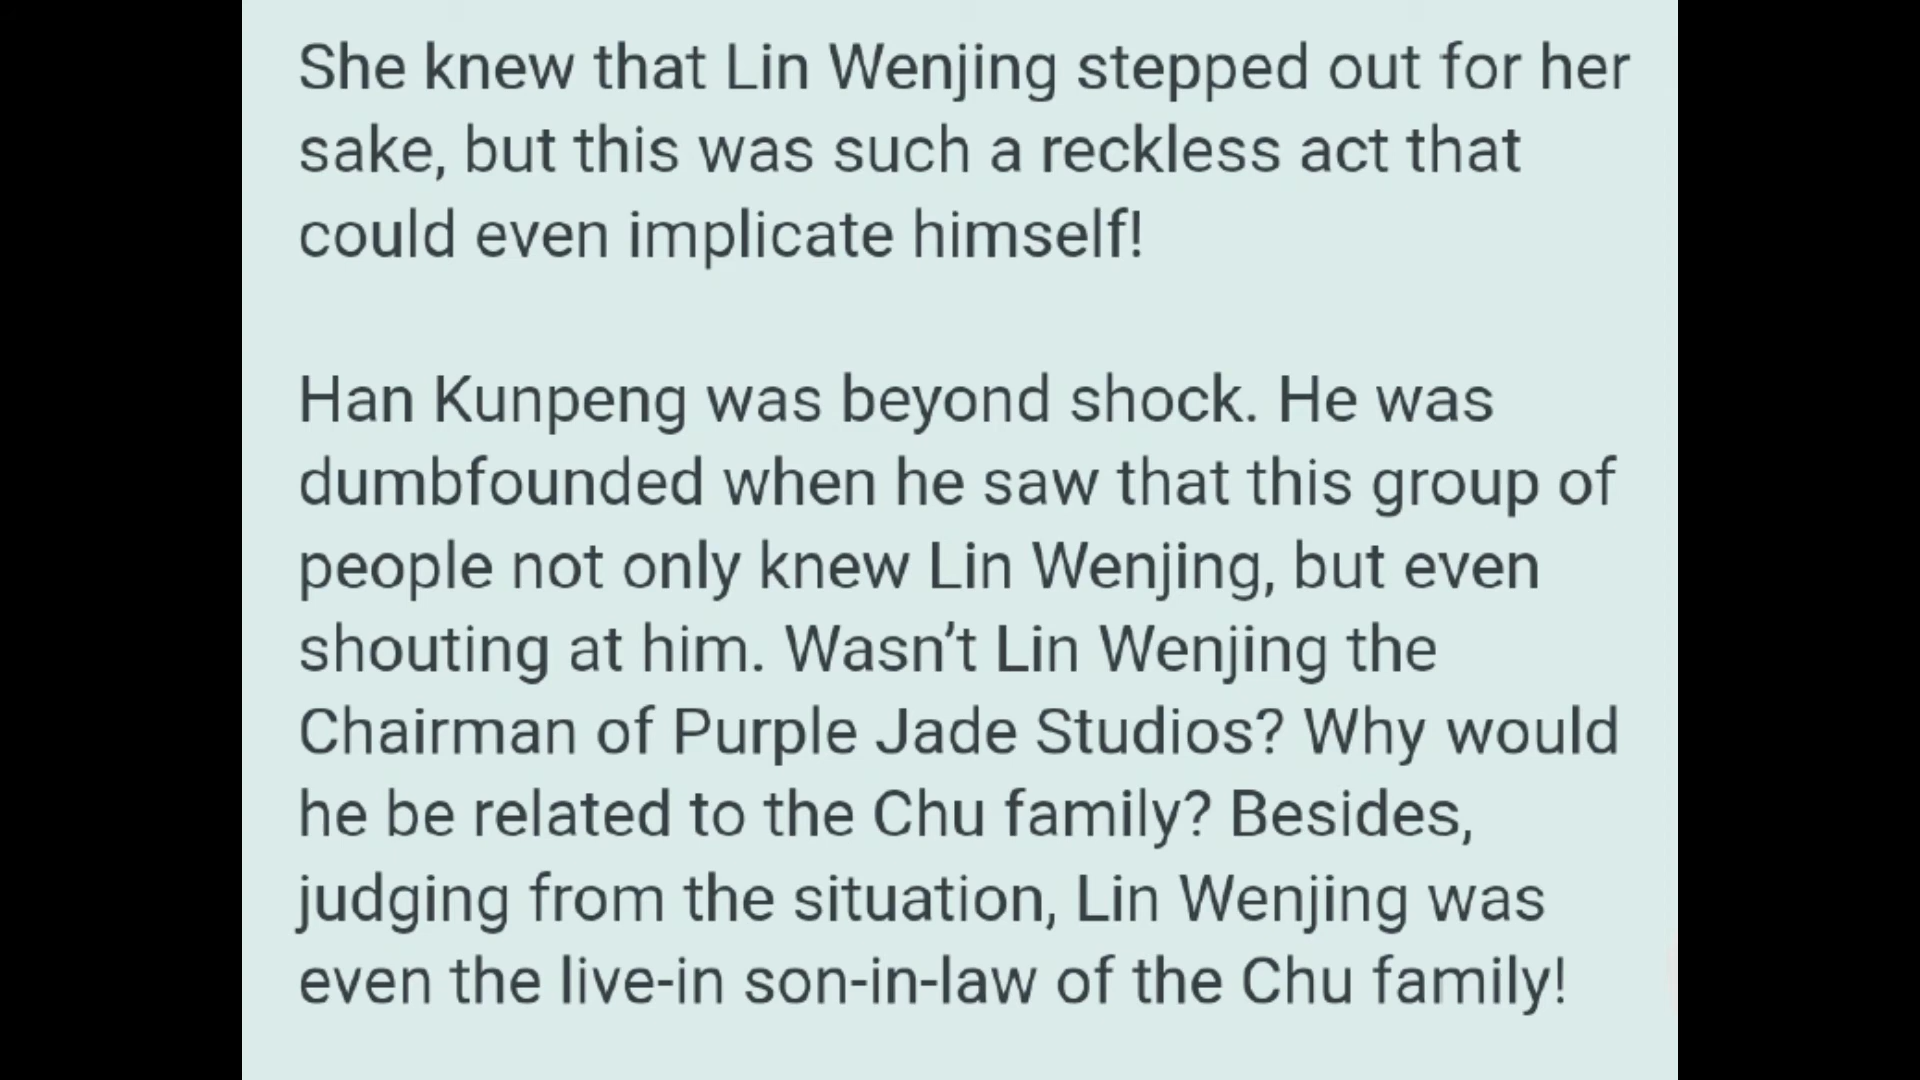 She knew that Lin Wenjing stepped out for her
sake, but this was such a reckless act that
could even implicate himself!
Han Kunpeng was beyond shock. He was
dumbfounded when he saw that this group of
people not only knew Lin Wenjing, but even
shouting at him. Wasn’t Lin Wenjing the
Chairman of Purple Jade Studios? Why would
he be related to the Chu family? Besides,
judging from the situation, Lin Wenjing was
even the live-in son-in-law of the Chu family!